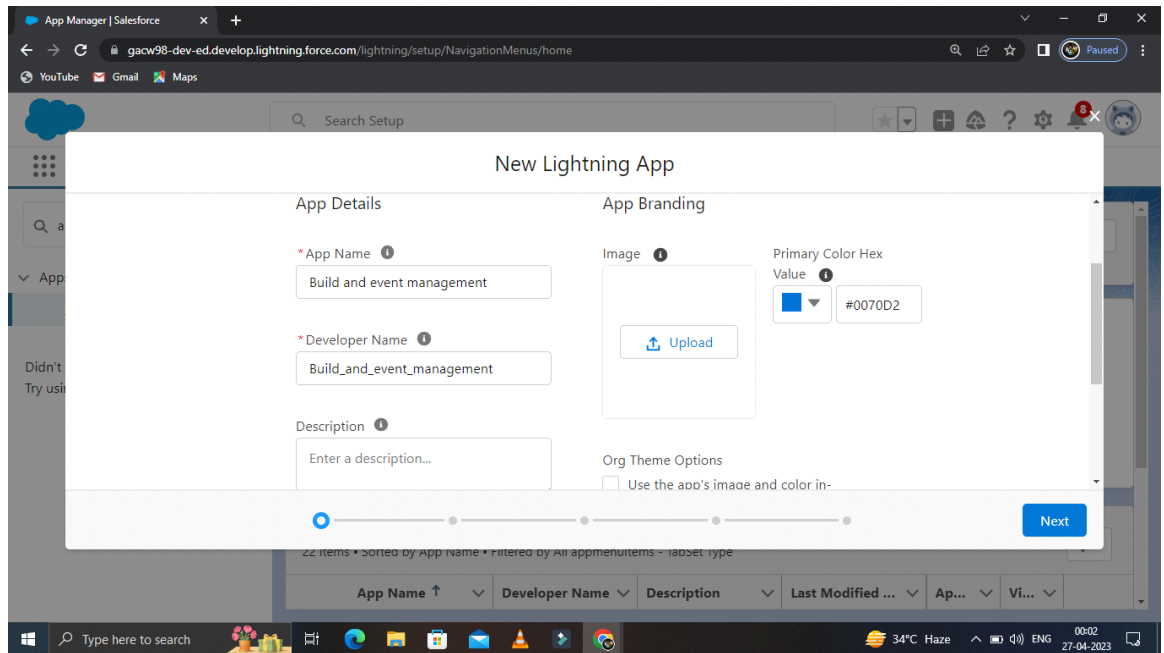 App Manager | Salesforce
gacw98-dev-ed.develop.lightning.force.com/lightning/setup/NavigationMenus/home
Paused
YouTube Gmail Maps
Search Setup
8
New Lightning App
App Details
App Branding
a
App
Didn't
Try usi
*App Name
Build and event management
*Developer Name
Build_and_event_management
Description
Enter a description...
Image
Upload
Primary Color Hex
Value
#0070D2
Org Theme Options
Use the app's image and color in-
Next
22 items • Sorted by App Name • Filtered by All appmenuitems - TabSet Type
App Name Developer Name Description Last Modified ... Ap... Vi...
Type here to search
34°C Haze
ENG
00:02
27-04-2023